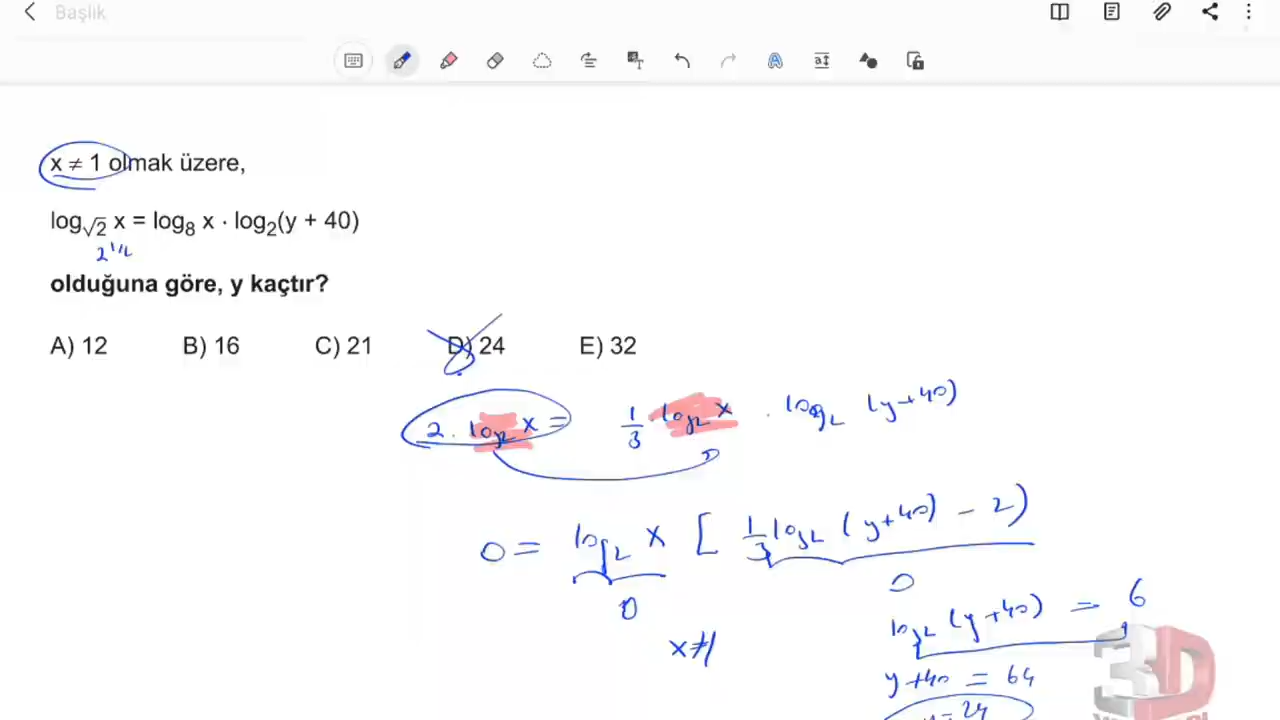 Başlık
x ≠ 1 olmak üzere,
log√2 x = log8 x · log2(y + 40)
2^1/2
olduğuna göre, y kaçtır?
A) 12 B) 16 C) 21 D) 24 E) 32
2 . log2 x = 1/3 log2 x . log2 (y+40)
0 = log2 x [ 1/3 log2 (y+40) - 2 )
0 0
log2 (y+40) = 6
x≠1
y+40 = 64
y = 24
3D